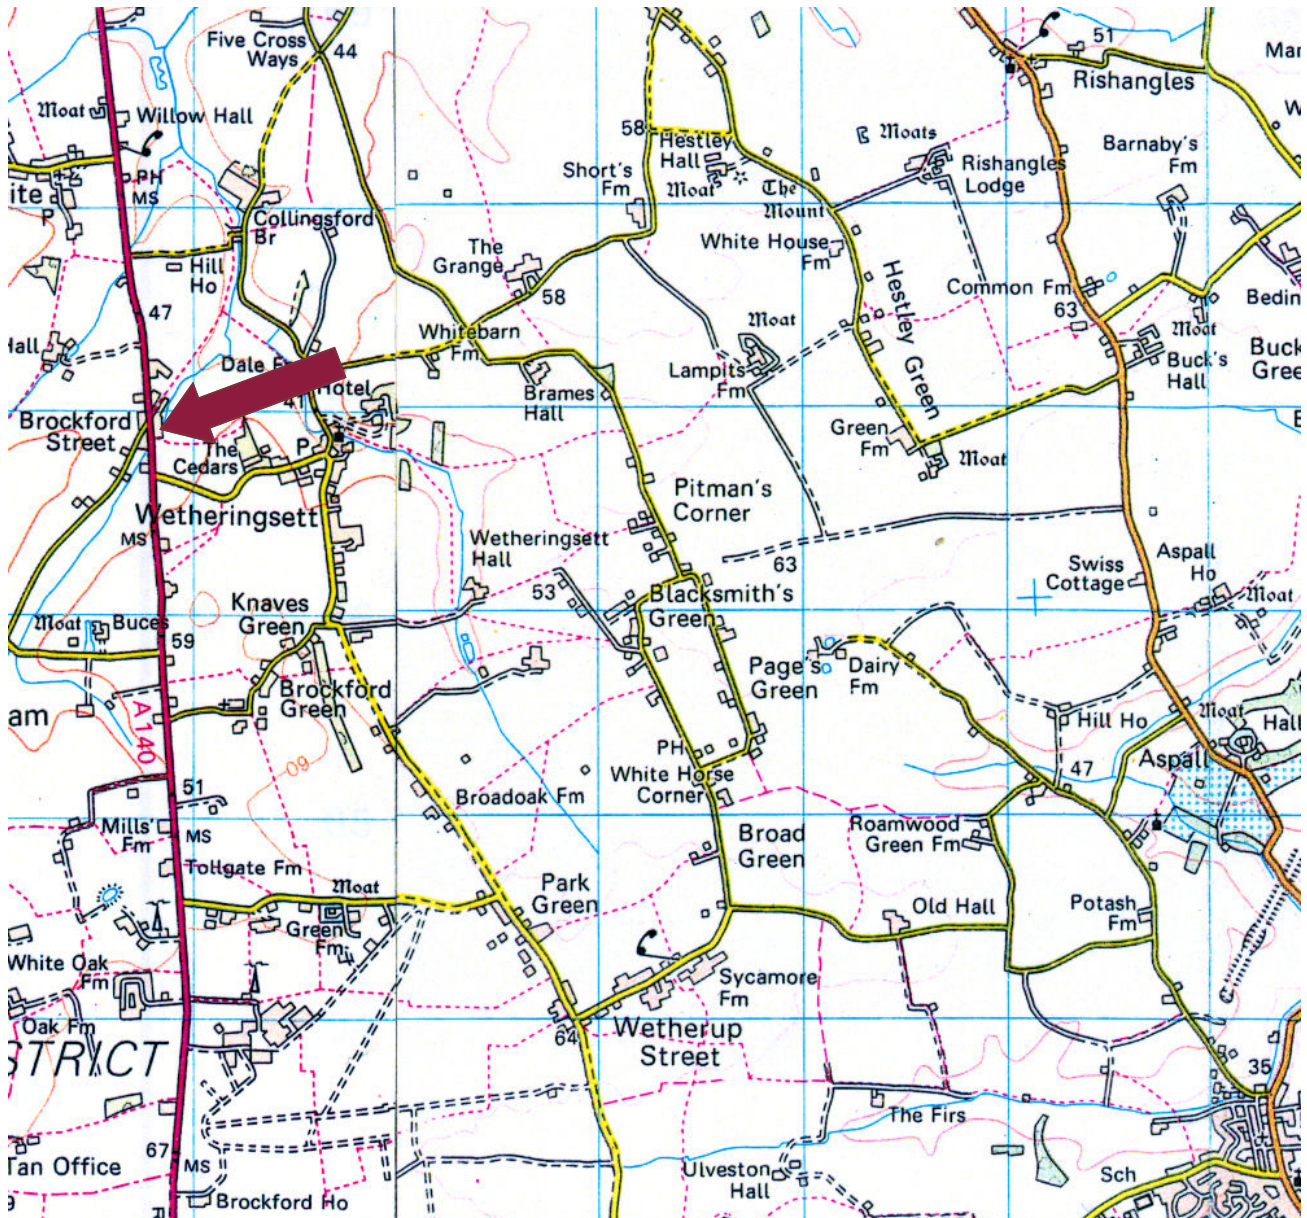 Five Cross
Ways
44
51
Rishangles
Moat
Willow Hall
58
Hestley
Hall
Moats
Barnaby's
Fm
PH
MS
Short's
Fm
Moat
The
Mount
Rishangles
Lodge
ite
P
Collingsford
Br
The
Grange
White House
Fm
Hill
Ho
58
Common Fm
63
Bedin
47
Hestley Green
Moat
Whitebarn
Fm
Moat
Hall
Dale F
Lampits
Fm
Buck's
Hall
Buck
Gree
Hotel
41
Brames
Hall
Brockford
Street
The
Cedars
P
Green
Fm
Moat
Pitman's
Corner
Wetheringsett
MS
Wetheringsett
Hall
63
Swiss
Cottage
Aspall
Ho
Moat
53
Blacksmith's
Green
Knaves
Green
Moat
Buces
59
Page's
Green
Dairy
Fm
Brockford
Green
am
A 140
Hill Ho
Moat
Hall
PH
White Horse
Corner
60
47
Aspall
51
Broadoak Fm
Mills'
Fm
MS
Broad
Green
Roamwood
Green Fm
Tollgate Fm
Moat
Park
Green
Old Hall
Potash
Fm
Green
Fm
White Oak
Fm
Sycamore
Fm
Oak Fm
64
Wetherup
Street
STRICT
35
The Firs
67
MS
Tan Office
Ulveston
Hall
Sch
Brockford Ho